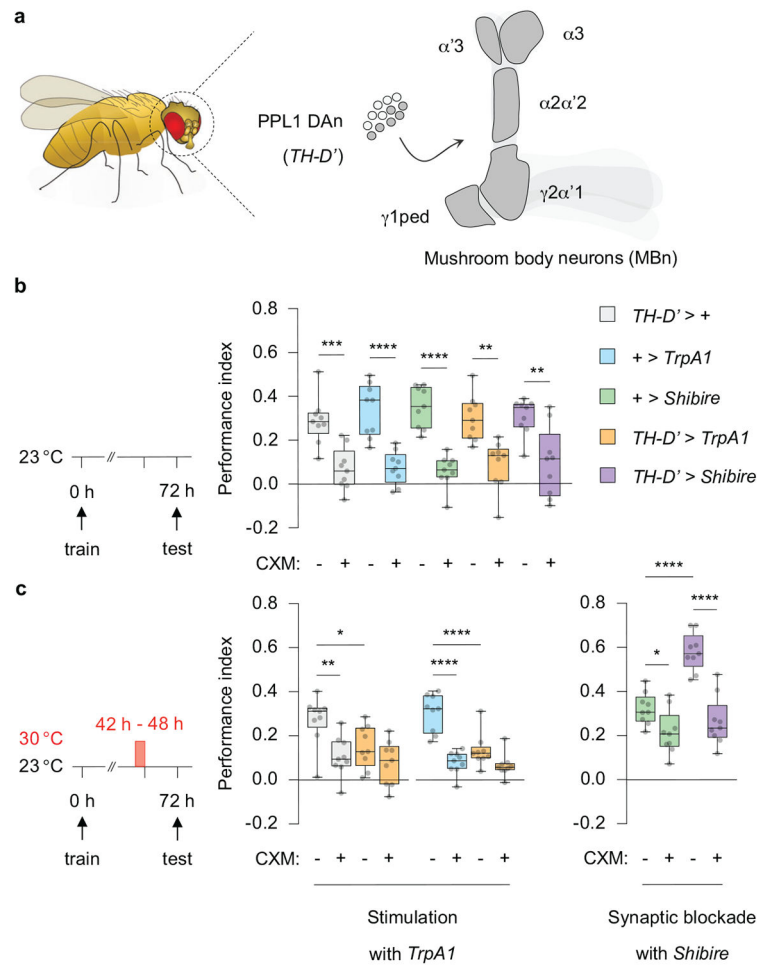 a
α'3
α3
α2α'2
PPL1 DAn
(TH-D')
γ2α'1
γ1ped
Mushroom body neurons (MBn)
b
Performance index
0.8
0.6
0.4
0.2
0.0
-0.2
***
****
****
**
**
TH-D' > +
+ > TrpA1
+ > Shibire
TH-D' > TrpA1
TH-D' > Shibire
23 °C
//
0 h
72 h
train
test
CXM: - + - + - + - + - +
c
30 °C
23 °C
42 h - 48 h
//
0 h
72 h
train
test
Performance index
0.8
0.6
0.4
0.2
0.0
-0.2
*
**
****
****
CXM: - + - + - + - +
Stimulation
with TrpA1
0.8
0.6
0.4
0.2
0.0
-0.2
****
*
****
CXM: - + - +
Synaptic blockade
with Shibire